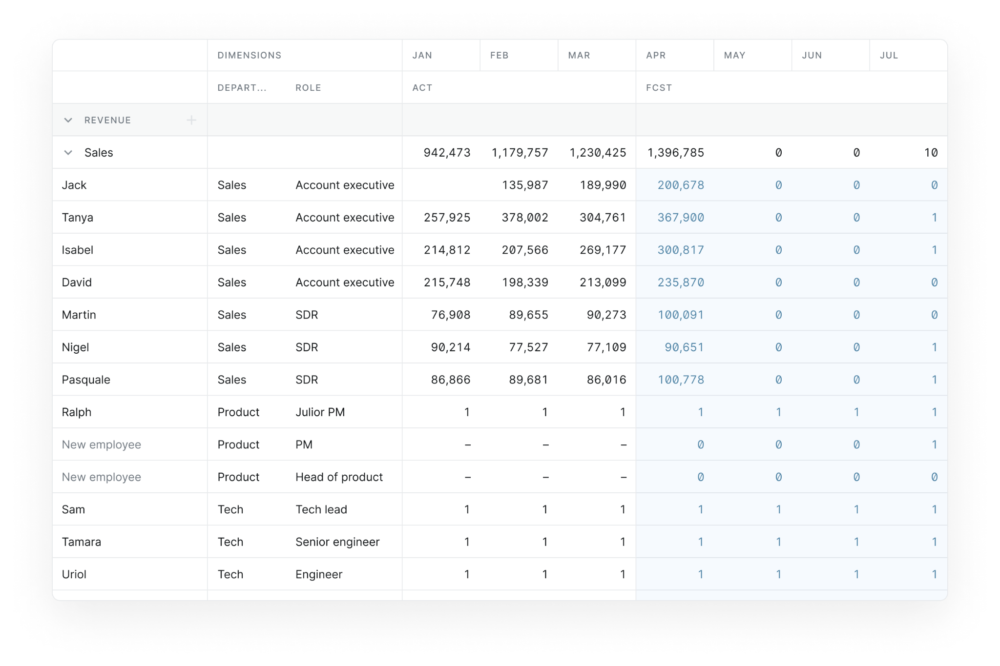 DIMENSIONS JAN FEB MAR APR MAY JUN JUL
DEPART... ROLE ACT FCST
REVENUE
Sales 942,473 1,179,757 1,230,425 1,396,785 0 0 10
Jack Sales Account executive 135,987 189,990 200,678 0 0 0
Tanya Sales Account executive 257,925 378,002 304,761 367,900 0 0 1
Isabel Sales Account executive 214,812 207,566 269,177 300,817 0 0 1
David Sales Account executive 215,748 198,339 213,099 235,870 0 0 0
Martin Sales SDR 76,908 89,655 90,273 100,091 0 0 0
Nigel Sales SDR 90,214 77,527 77,109 90,651 0 0 1
Pasquale Sales SDR 86,866 89,681 86,016 100,778 0 0 1
Ralph Product Julior PM 1 1 1 1 1 1 1
New employee Product PM – – – 0 0 0 1
New employee Product Head of product – – – 0 0 0 0
Sam Tech Tech lead 1 1 1 1 1 1 1
Tamara Tech Senior engineer 1 1 1 1 1 1 1
Uriol Tech Engineer 1 1 1 1 1 1 1